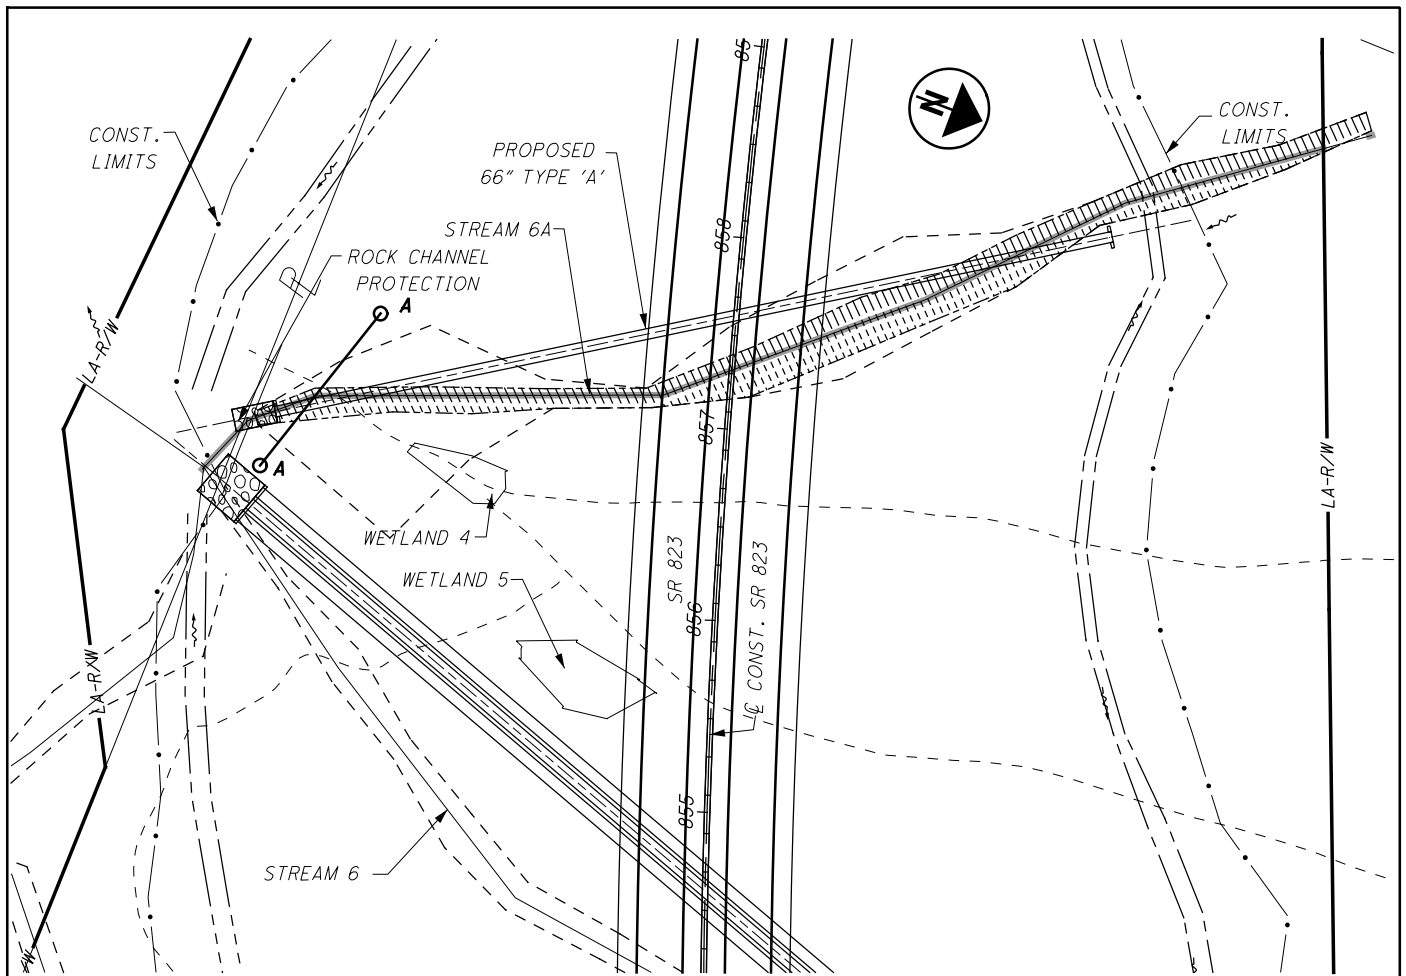 85
N
CONST.
LIMITS
CONST.
LIMITS
PROPOSED
66" TYPE 'A'
STREAM 6A
858
ROCK CHANNEL
PROTECTION
A
LA-R/W
857
A
LA-R/W
WETLAND 4
SR 823
℄ CONST. SR 823
WETLAND 5
856
LA-R/W
855
STREAM 6
/W